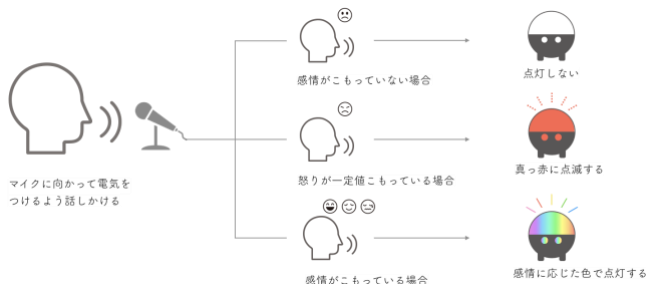 感情がこもっていない場合
点灯しない
マイクに向かって電気を
つけるよう話しかける
怒りが一定値こもっている場合
真っ赤に点滅する
感情がこもっている場合
感情に応じた色で点灯する